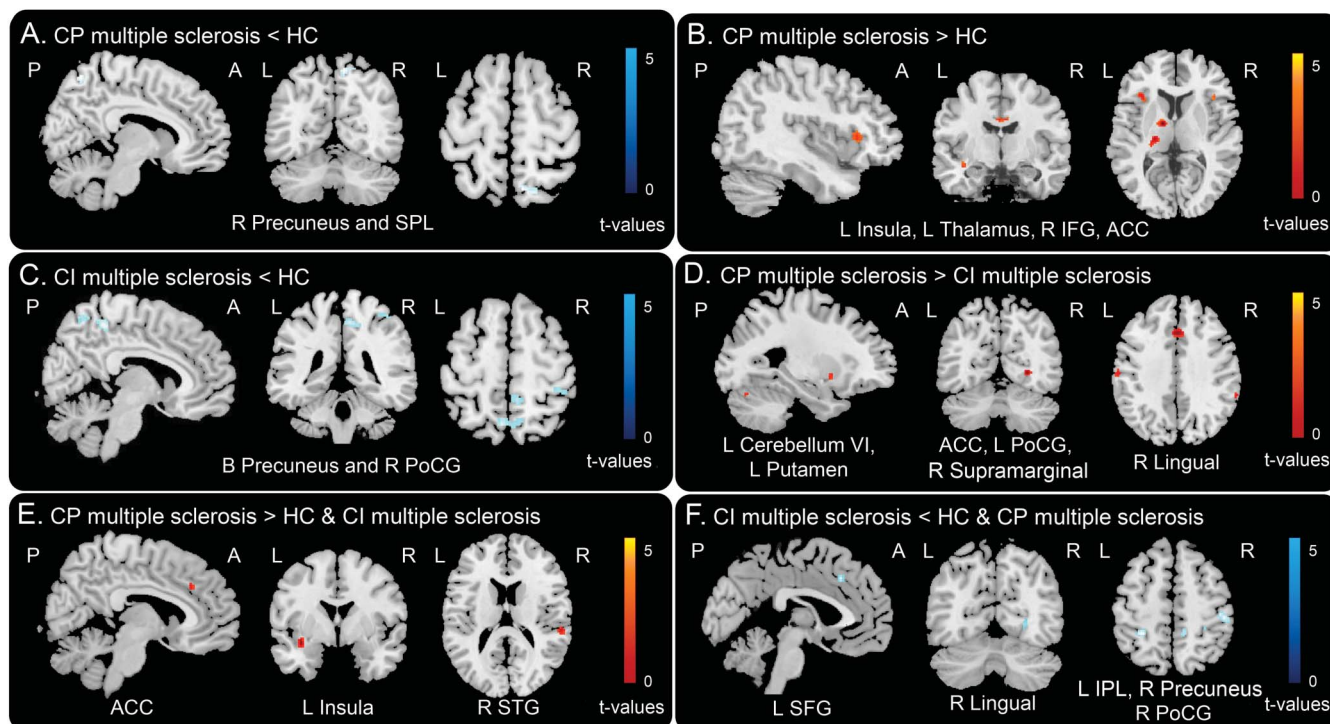 A. CP multiple sclerosis < HC
P A L R L R
5
0
t-values
R Precuneus and SPL
B. CP multiple sclerosis > HC
P A L R L R
5
0
t-values
L Insula, L Thalamus, R IFG, ACC
C. CI multiple sclerosis < HC
P A L R L R
5
0
t-values
B Precuneus and R PoCG
D. CP multiple sclerosis > CI multiple sclerosis
P A L R L R
5
0
t-values
L Cerebellum VI,
L Putamen
ACC, L PoCG,
R Supramarginal
R Lingual
E. CP multiple sclerosis > HC & CI multiple sclerosis
P A L R L R
5
0
t-values
ACC
L Insula
R STG
F. CI multiple sclerosis < HC & CP multiple sclerosis
P A L R L R
5
0
t-values
L SFG
R Lingual
L IPL, R Precuneus
R PoCG